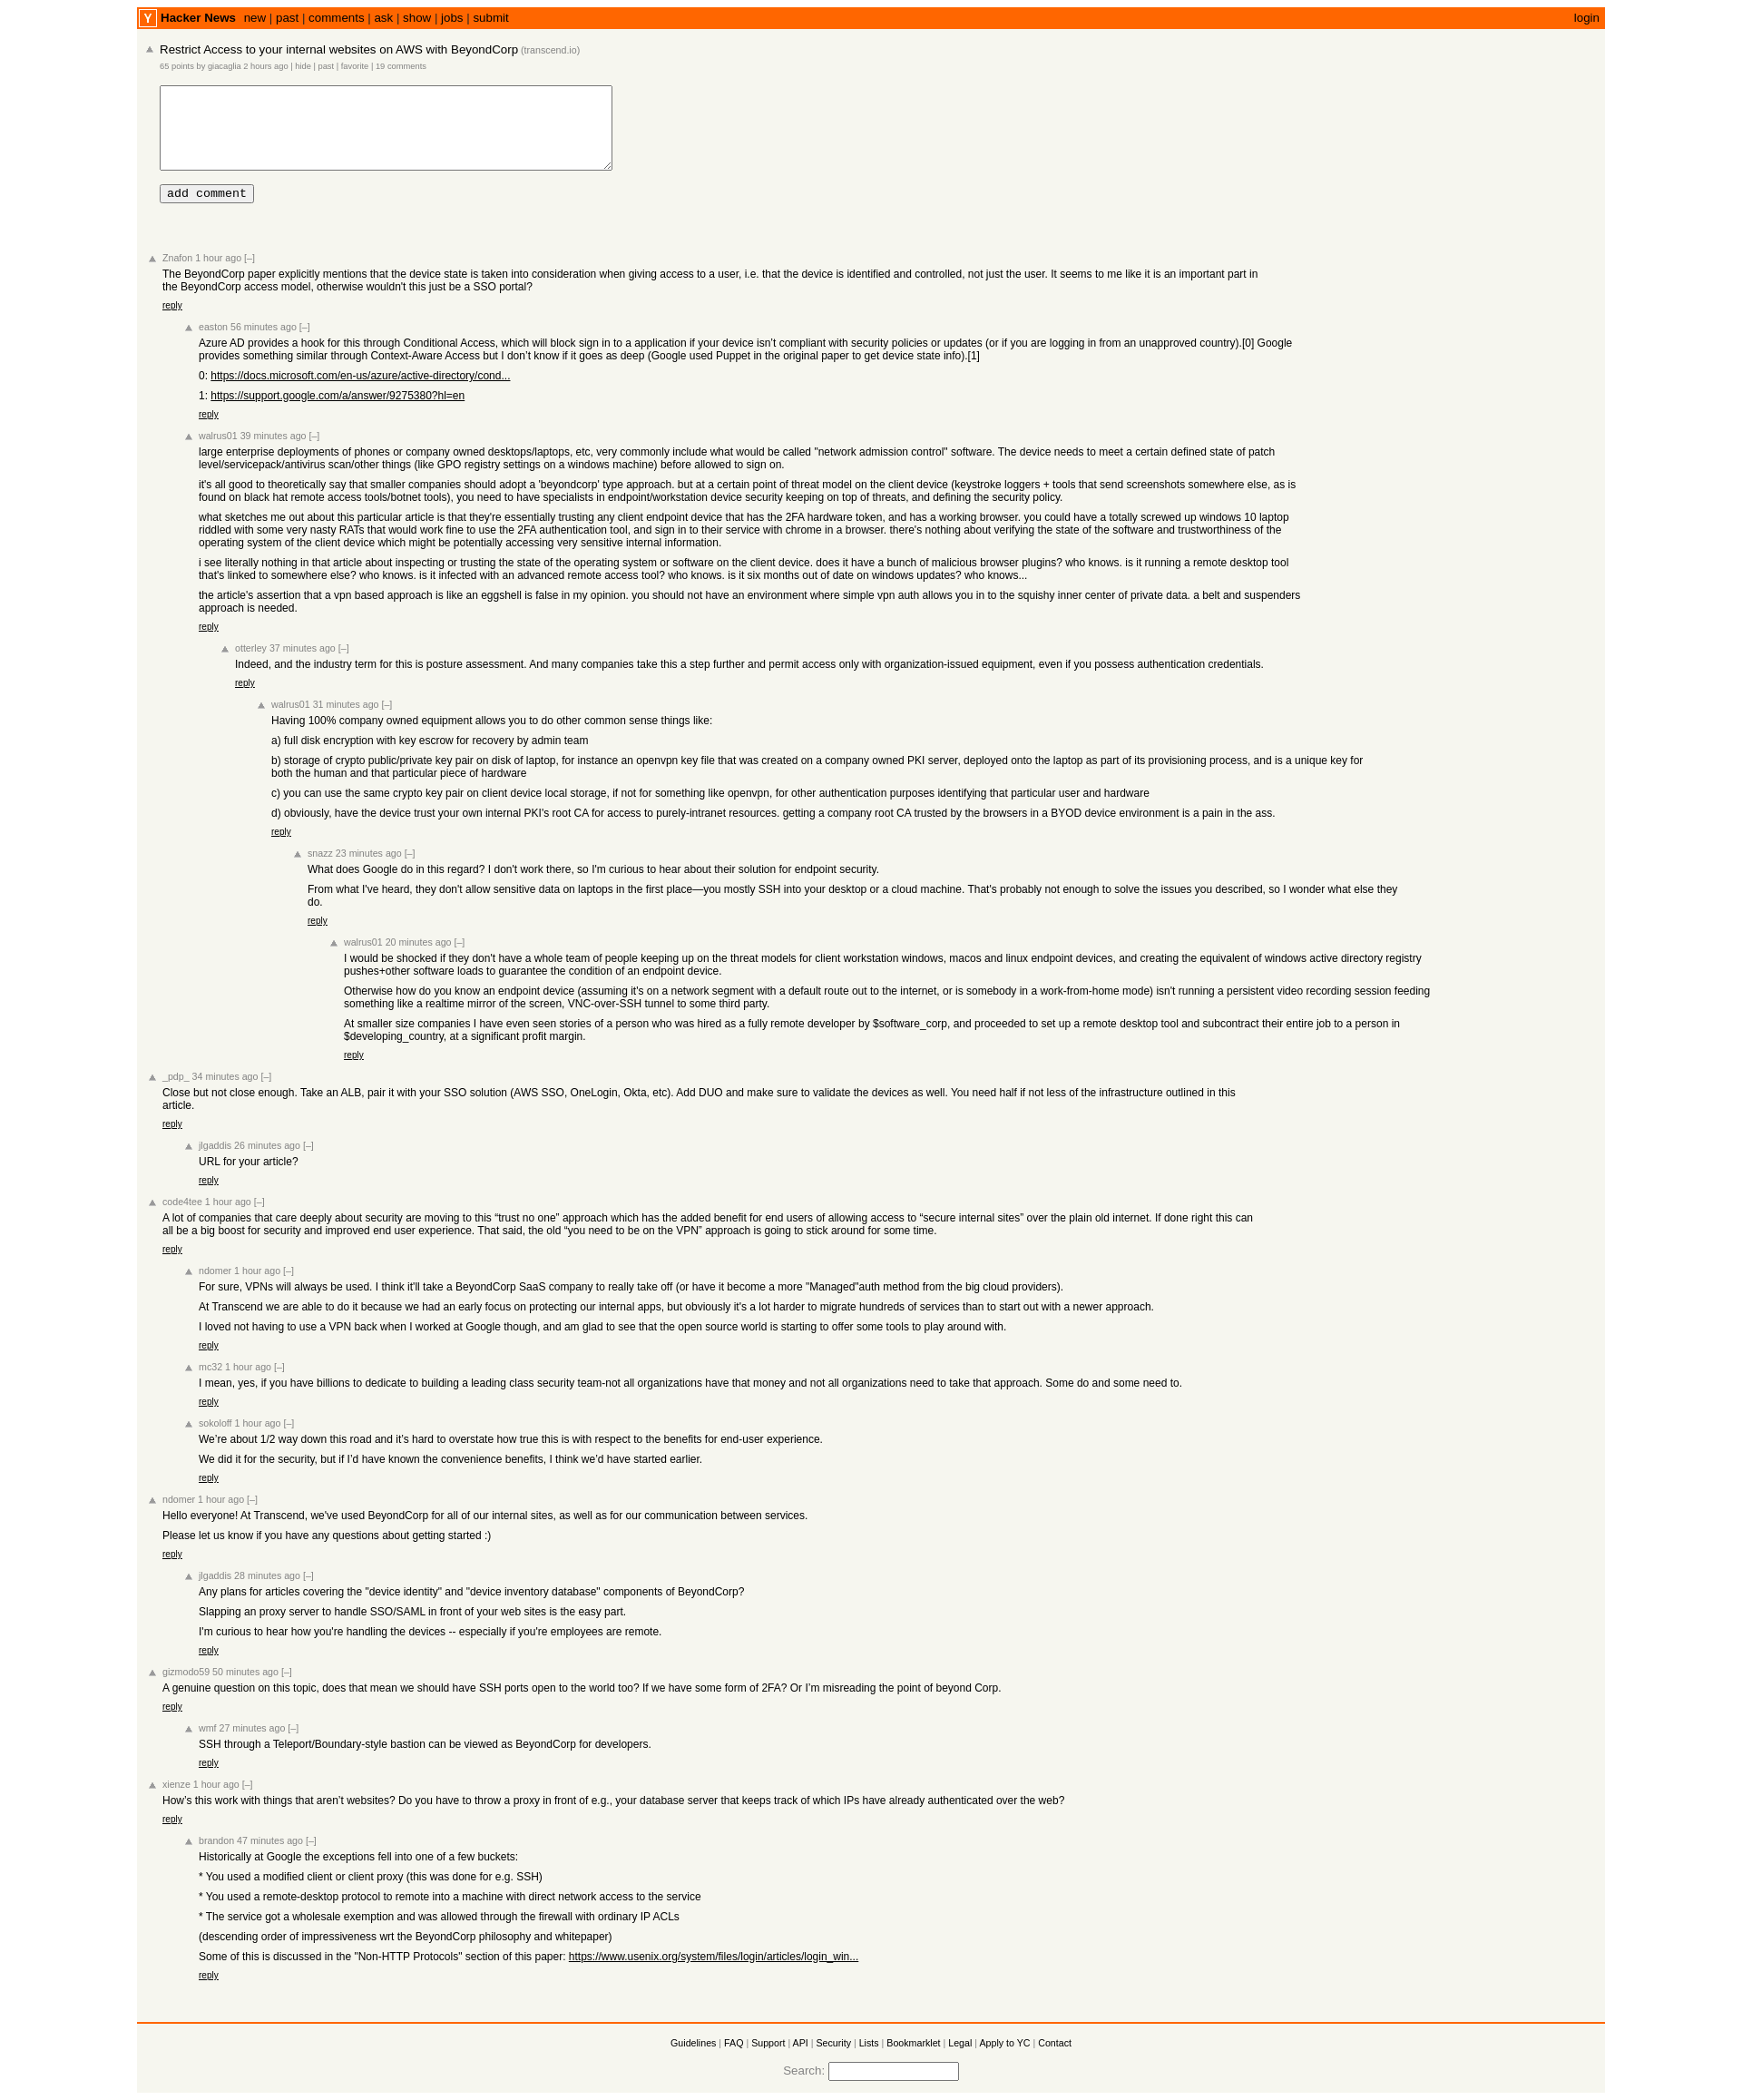 Y Hacker News new | past | comments | ask | show | jobs | submit login
Restrict Access to your internal websites on AWS with BeyondCorp (transcend.io)
65 points by giacaglia 2 hours ago | hide | past | favorite | 19 comments
add comment
Znafon 1 hour ago [–]
The BeyondCorp paper explicitly mentions that the device state is taken into consideration when giving access to a user, i.e. that the device is identified and controlled, not just the user. It seems to me like it is an important part in
the BeyondCorp access model, otherwise wouldn't this just be a SSO portal?
reply
easton 56 minutes ago [–]
Azure AD provides a hook for this through Conditional Access, which will block sign in to a application if your device isn’t compliant with security policies or updates (or if you are logging in from an unapproved country).[0] Google
provides something similar through Context-Aware Access but I don’t know if it goes as deep (Google used Puppet in the original paper to get device state info).[1]
0: https://docs.microsoft.com/en-us/azure/active-directory/cond...
1: https://support.google.com/a/answer/9275380?hl=en
reply
walrus01 39 minutes ago [–]
large enterprise deployments of phones or company owned desktops/laptops, etc, very commonly include what would be called "network admission control" software. The device needs to meet a certain defined state of patch
level/servicepack/antivirus scan/other things (like GPO registry settings on a windows machine) before allowed to sign on.
it's all good to theoretically say that smaller companies should adopt a 'beyondcorp' type approach. but at a certain point of threat model on the client device (keystroke loggers + tools that send screenshots somewhere else, as is
found on black hat remote access tools/botnet tools), you need to have specialists in endpoint/workstation device security keeping on top of threats, and defining the security policy.
what sketches me out about this particular article is that they're essentially trusting any client endpoint device that has the 2FA hardware token, and has a working browser. you could have a totally screwed up windows 10 laptop
riddled with some very nasty RATs that would work fine to use the 2FA authentication tool, and sign in to their service with chrome in a browser. there's nothing about verifying the state of the software and trustworthiness of the
operating system of the client device which might be potentially accessing very sensitive internal information.
i see literally nothing in that article about inspecting or trusting the state of the operating system or software on the client device. does it have a bunch of malicious browser plugins? who knows. is it running a remote desktop tool
that's linked to somewhere else? who knows. is it infected with an advanced remote access tool? who knows. is it six months out of date on windows updates? who knows...
the article's assertion that a vpn based approach is like an eggshell is false in my opinion. you should not have an environment where simple vpn auth allows you in to the squishy inner center of private data. a belt and suspenders
approach is needed.
reply
otterley 37 minutes ago [–]
Indeed, and the industry term for this is posture assessment. And many companies take this a step further and permit access only with organization-issued equipment, even if you possess authentication credentials.
reply
walrus01 31 minutes ago [–]
Having 100% company owned equipment allows you to do other common sense things like:
a) full disk encryption with key escrow for recovery by admin team
b) storage of crypto public/private key pair on disk of laptop, for instance an openvpn key file that was created on a company owned PKI server, deployed onto the laptop as part of its provisioning process, and is a unique key for
both the human and that particular piece of hardware
c) you can use the same crypto key pair on client device local storage, if not for something like openvpn, for other authentication purposes identifying that particular user and hardware
d) obviously, have the device trust your own internal PKI's root CA for access to purely-intranet resources. getting a company root CA trusted by the browsers in a BYOD device environment is a pain in the ass.
reply
snazz 23 minutes ago [–]
What does Google do in this regard? I don't work there, so I'm curious to hear about their solution for endpoint security.
From what I've heard, they don't allow sensitive data on laptops in the first place—you mostly SSH into your desktop or a cloud machine. That's probably not enough to solve the issues you described, so I wonder what else they
do.
reply
walrus01 20 minutes ago [–]
I would be shocked if they don't have a whole team of people keeping up on the threat models for client workstation windows, macos and linux endpoint devices, and creating the equivalent of windows active directory registry
pushes+other software loads to guarantee the condition of an endpoint device.
Otherwise how do you know an endpoint device (assuming it's on a network segment with a default route out to the internet, or is somebody in a work-from-home mode) isn't running a persistent video recording session feeding
something like a realtime mirror of the screen, VNC-over-SSH tunnel to some third party.
At smaller size companies I have even seen stories of a person who was hired as a fully remote developer by $software_corp, and proceeded to set up a remote desktop tool and subcontract their entire job to a person in
$developing_country, at a significant profit margin.
reply
_pdp_ 34 minutes ago [–]
Close but not close enough. Take an ALB, pair it with your SSO solution (AWS SSO, OneLogin, Okta, etc). Add DUO and make sure to validate the devices as well. You need half if not less of the infrastructure outlined in this
article.
reply
jlgaddis 26 minutes ago [–]
URL for your article?
reply
code4tee 1 hour ago [–]
A lot of companies that care deeply about security are moving to this “trust no one” approach which has the added benefit for end users of allowing access to “secure internal sites” over the plain old internet. If done right this can
all be a big boost for security and improved end user experience. That said, the old “you need to be on the VPN” approach is going to stick around for some time.
reply
ndomer 1 hour ago [–]
For sure, VPNs will always be used. I think it'll take a BeyondCorp SaaS company to really take off (or have it become a more "Managed"auth method from the big cloud providers).
At Transcend we are able to do it because we had an early focus on protecting our internal apps, but obviously it's a lot harder to migrate hundreds of services than to start out with a newer approach.
I loved not having to use a VPN back when I worked at Google though, and am glad to see that the open source world is starting to offer some tools to play around with.
reply
mc32 1 hour ago [–]
I mean, yes, if you have billions to dedicate to building a leading class security team-not all organizations have that money and not all organizations need to take that approach. Some do and some need to.
reply
sokoloff 1 hour ago [–]
We’re about 1/2 way down this road and it’s hard to overstate how true this is with respect to the benefits for end-user experience.
We did it for the security, but if I’d have known the convenience benefits, I think we’d have started earlier.
reply
ndomer 1 hour ago [–]
Hello everyone! At Transcend, we've used BeyondCorp for all of our internal sites, as well as for our communication between services.
Please let us know if you have any questions about getting started :)
reply
jlgaddis 28 minutes ago [–]
Any plans for articles covering the "device identity" and "device inventory database" components of BeyondCorp?
Slapping an proxy server to handle SSO/SAML in front of your web sites is the easy part.
I'm curious to hear how you're handling the devices -- especially if you're employees are remote.
reply
gizmodo59 50 minutes ago [–]
A genuine question on this topic, does that mean we should have SSH ports open to the world too? If we have some form of 2FA? Or I’m misreading the point of beyond Corp.
reply
wmf 27 minutes ago [–]
SSH through a Teleport/Boundary-style bastion can be viewed as BeyondCorp for developers.
reply
xienze 1 hour ago [–]
How’s this work with things that aren’t websites? Do you have to throw a proxy in front of e.g., your database server that keeps track of which IPs have already authenticated over the web?
reply
brandon 47 minutes ago [–]
Historically at Google the exceptions fell into one of a few buckets:
* You used a modified client or client proxy (this was done for e.g. SSH)
* You used a remote-desktop protocol to remote into a machine with direct network access to the service
* The service got a wholesale exemption and was allowed through the firewall with ordinary IP ACLs
(descending order of impressiveness wrt the BeyondCorp philosophy and whitepaper)
Some of this is discussed in the "Non-HTTP Protocols" section of this paper: https://www.usenix.org/system/files/login/articles/login_win...
reply
Guidelines | FAQ | Support | API | Security | Lists | Bookmarklet | Legal | Apply to YC | Contact
Search: